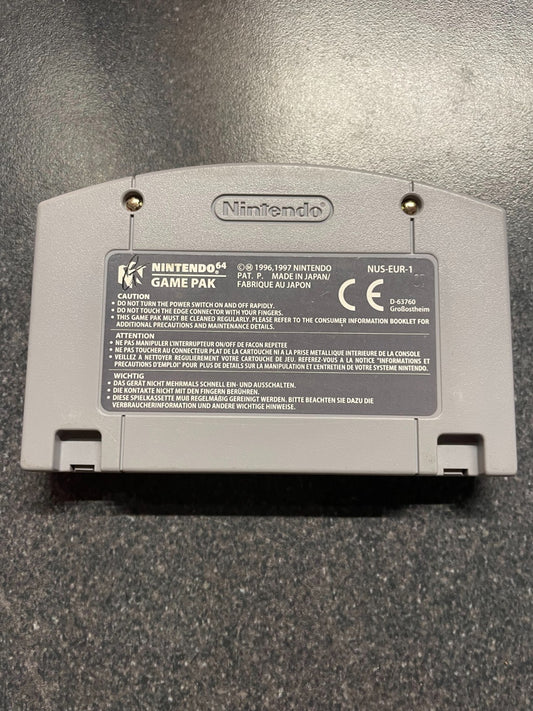 Nintendo®
NINTENDO⁶⁴
GAME PAK
©Ⓜ 1996,1997 NINTENDO
PAT. P. MADE IN JAPAN/
FABRIQUE AU JAPON
NUS-EUR-1
CE
D-63760
Großostheim
CAUTION
• DO NOT TURN THE POWER SWITCH ON AND OFF RAPIDLY.
• DO NOT TOUCH THE EDGE CONNECTOR WITH YOUR FINGERS.
• THIS GAME PAK MUST BE CLEANED REGULARLY. PLEASE REFER TO THE CONSUMER INFORMATION BOOKLET FOR
ADDITIONAL PRECAUTIONS AND MAINTENANCE DETAILS.
ATTENTION
• NE PAS MANIPULER L'INTERRUPTEUR ON/OFF DE FACON REPETEE
• NE PAS TOUCHER AU CONNECTEUR PLAT DE LA CARTOUCHE NI A LA PRISE METALLIQUE INTERIEURE DE LA CONSOLE
• VEILLEZ A NETTOYER REGULIEREMENT VOTRE CARTOUCHE DE JEU. REFEREZ-VOUS A LA NOTICE "INFORMATIONS ET
PRECAUTIONS D'EMPLOI" POUR PLUS DE DETAILS SUR LA MANIPULATION ET L'ENTRETIEN DE VOTRE SYSTEME NINTENDO.
WICHTIG
• DAS GERÄT NICHT MEHRMALS SCHNELL EIN- UND AUSSCHALTEN.
• DIE KONTAKTE NICHT MIT DEN FINGERN BERÜHREN.
• DIESE SPIELKASSETTE MUß REGELMÄßIG GEREINIGT WERDEN. BITTE BEACHTEN SIE DAZU DIE
VERBRAUCHERINFORMATION UND ANDERE WICHTIGE HINWEISE.